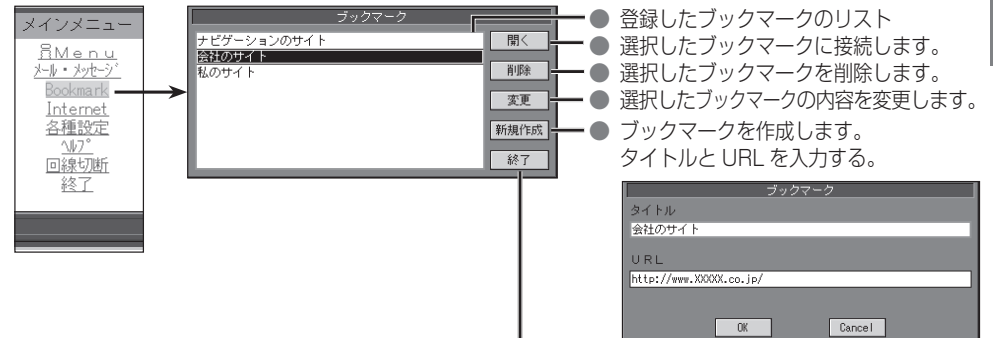 メインメニュー
呂Ｍｅｎｕ
ﾒｰﾙ・ﾒｯｾｰｼﾞ
Bookmark
Internet
各種設定
ﾍﾙﾌﾟ
回線切断
終了
ブックマーク
ナビゲーションのサイト
会社のサイト
私のサイト
開く
削除
変更
新規作成
終了
● 登録したブックマークのリスト
● 選択したブックマークに接続します。
● 選択したブックマークを削除します。
● 選択したブックマークの内容を変更します。
● ブックマークを作成します。
タイトルと URL を入力する。
ブックマーク
タイトル
会社のサイト
ＵＲＬ
http://www.XXXXX.co.jp/
OK
Cancel